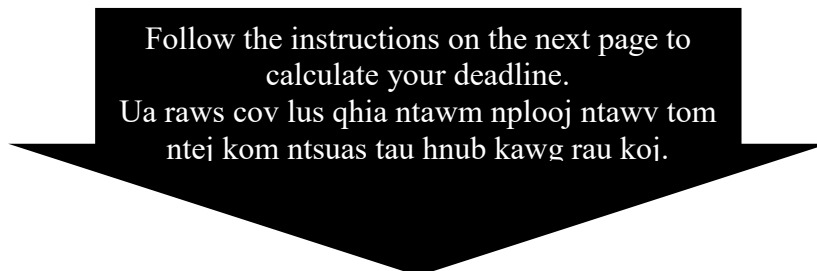 Follow the instructions on the next page to
calculate your deadline.
Ua raws cov lus qhia ntawm nplooj ntawv tom
ntej kom ntsuas tau hnub kawg rau koj.